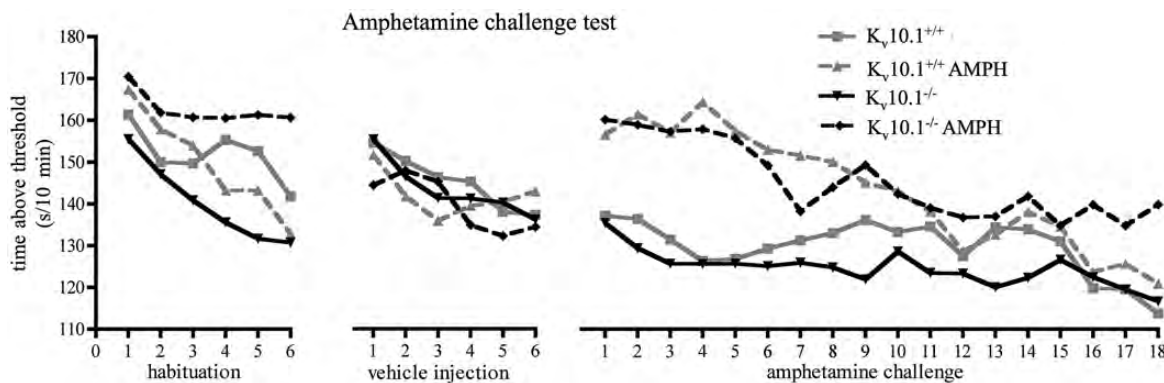 Amphetamine challenge test
Kv10.1+/+
Kv10.1+/+ AMPH
Kv10.1-/-
Kv10.1-/- AMPH
time above threshold
(s/10 min)
180
170
160
150
140
130
120
110
0 1 2 3 4 5 6
1 2 3 4 5 6
1 2 3 4 5 6 7 8 9 10 11 12 13 14 15 16 17 18
habituation
vehicle injection
amphetamine challenge